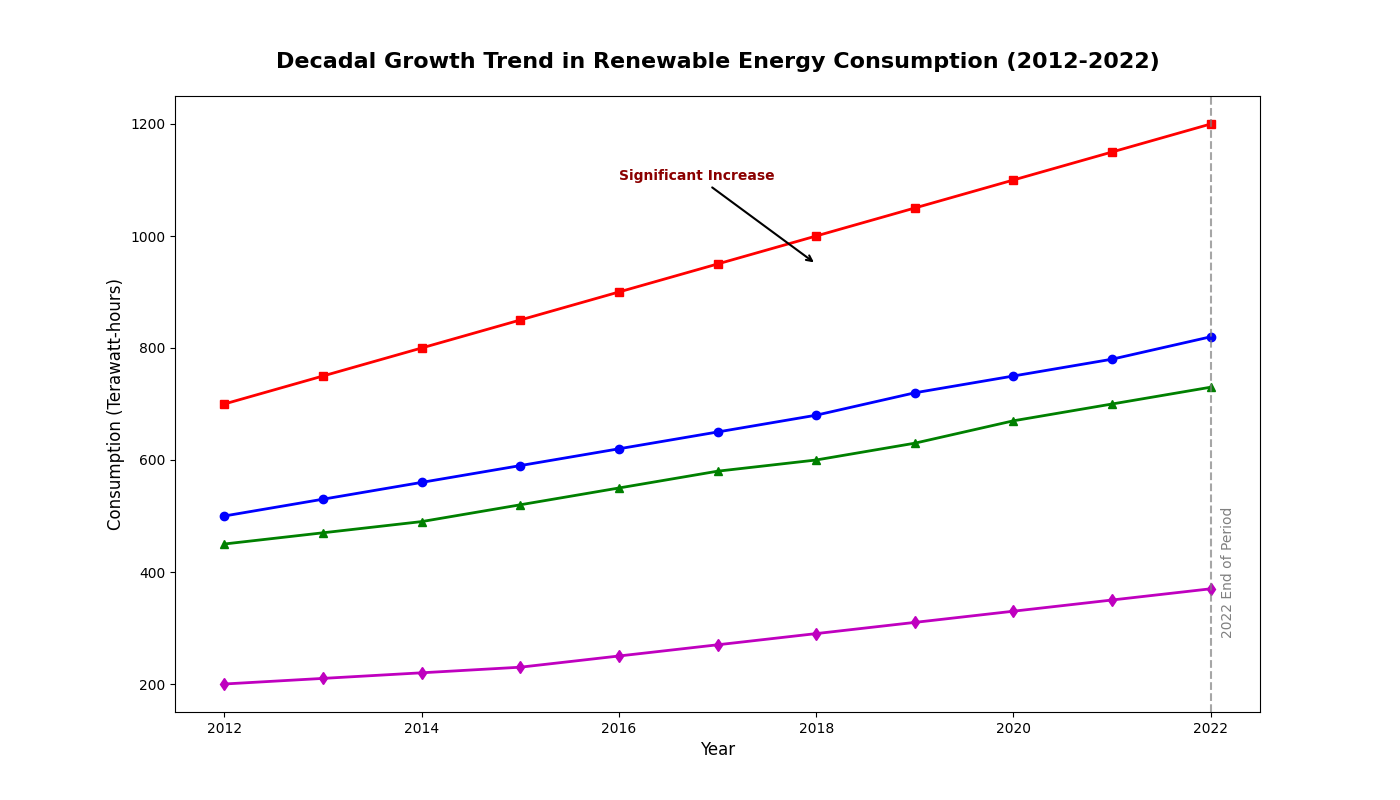 Decadal Growth Trend in Renewable Energy Consumption (2012-2022)
1200
1000
800
600
400
200
Consumption (Terawatt-hours)
Significant Increase
2022 End of Period
2012
2014
2016
2018
2020
2022
Year